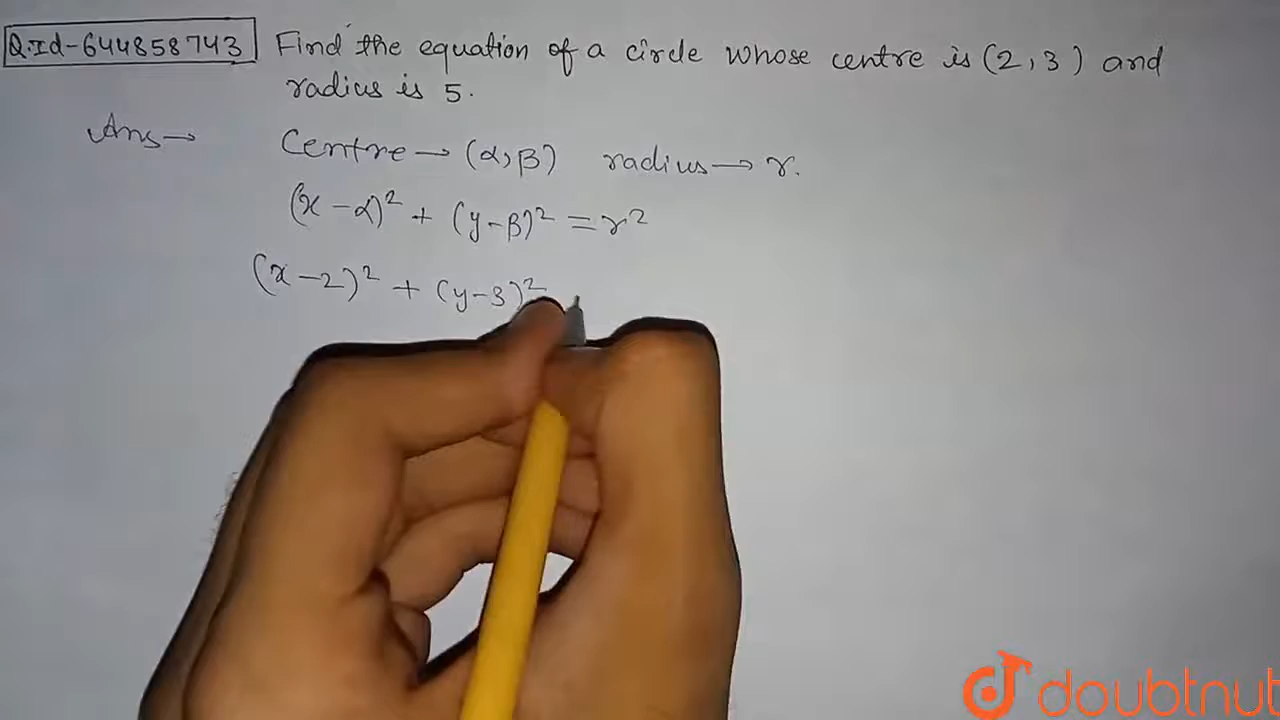 Q.Id-644858743 Find the equation of a circle whose centre is (2,3) and
radius is 5.
Ans→ Centre→(α,β) radius→r.
(x-α)² + (y-β)² = r²
(x-2)² + (y-3)²
doubtnut